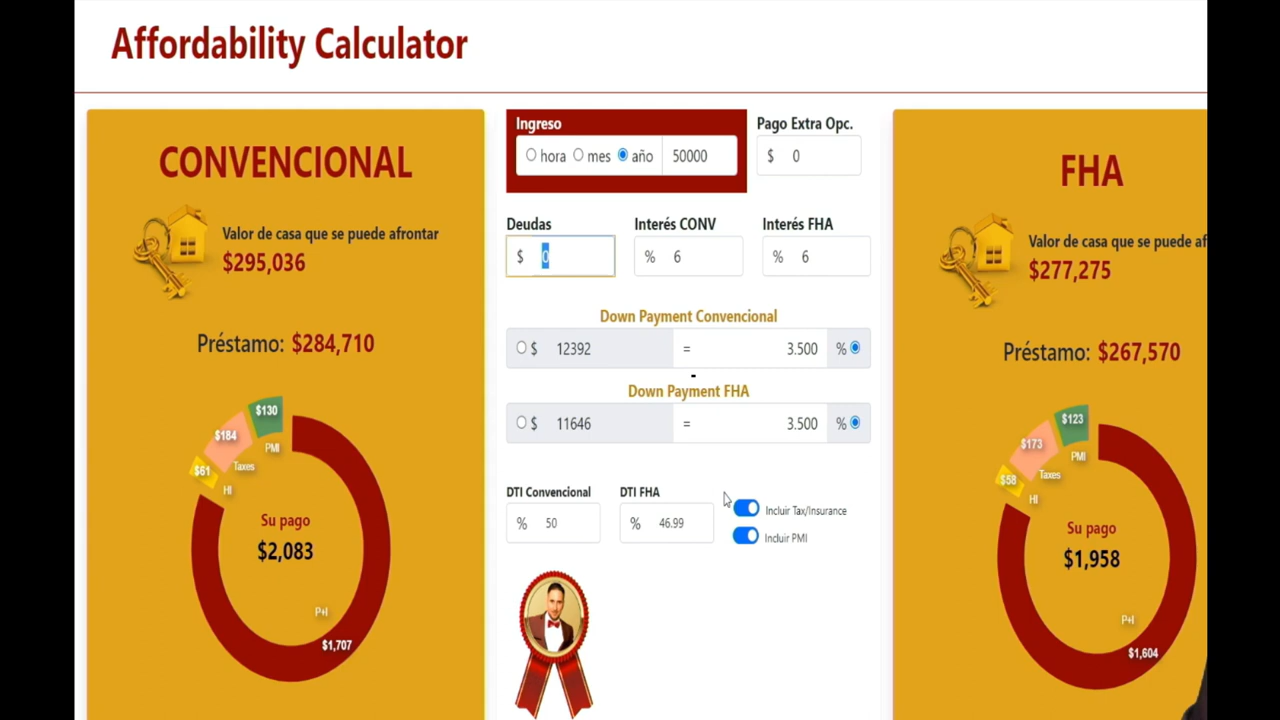 Affordability Calculator
CONVENCIONAL
Valor de casa que se puede afrontar
$295,036
Préstamo: $284,710
$130
$184
PMI
Taxes
$61
HI
Su pago
$2,083
P+I
$1,707
Ingreso
hora mes año 50000
Pago Extra Opc.
$ 0
Deudas
$ 0
Interés CONV
% 6
Interés FHA
% 6
Down Payment Convencional
$ 12392 = 3.500 %
-
Down Payment FHA
$ 11646 = 3.500 %
DTI Convencional
% 50
DTI FHA
% 46.99
Incluir Tax/Insurance
Incluir PMI
FHA
Valor de casa que se puede af
$277,275
Préstamo: $267,570
$123
$173
PMI
Taxes
$58
HI
Su pago
$1,958
P+I
$1,604